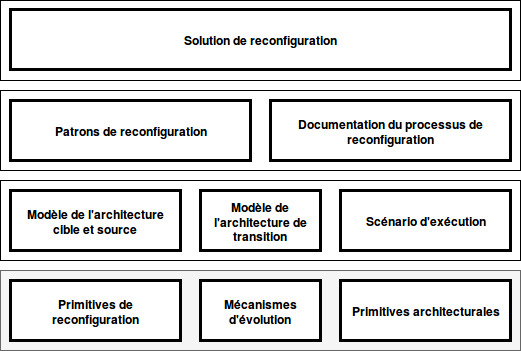 Solution de reconfiguration
Patrons de reconfiguration
Documentation du processus de
reconfiguration
Modèle de l'architecture
cible et source
Modèle de
l'architecture de
transition
Scénario d'exécution
Primitives de
reconfiguration
Mécanismes
d'évolution
Primitives architecturales